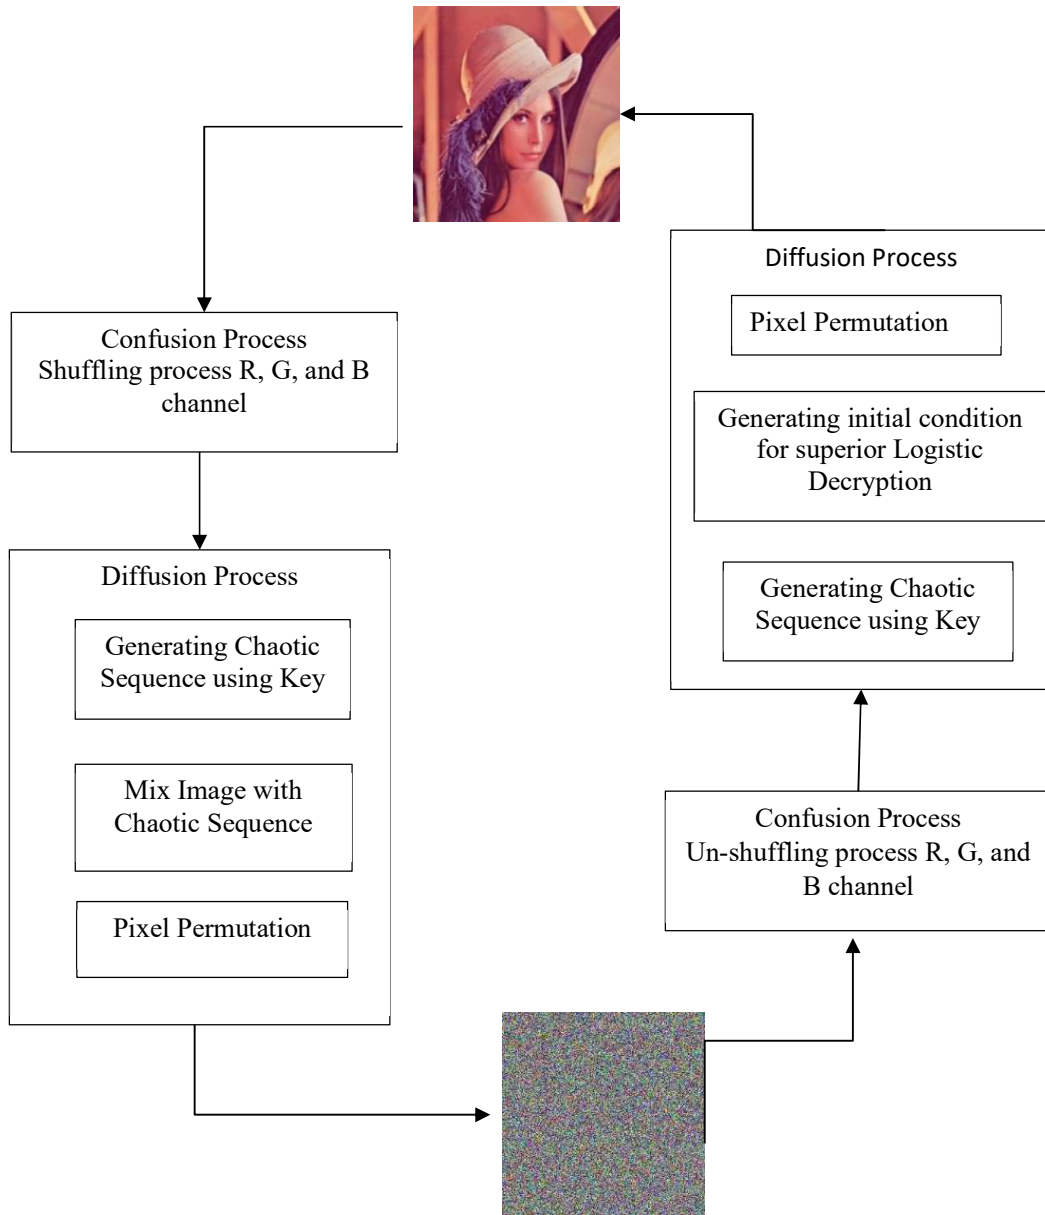 Confusion Process
Shuffling process R, G, and B
channel
Diffusion Process
Generating Chaotic
Sequence using Key
Mix Image with
Chaotic Sequence
Pixel Permutation
Diffusion Process
Pixel Permutation
Generating initial condition
for superior Logistic
Decryption
Generating Chaotic
Sequence using Key
Confusion Process
Un-shuffling process R, G, and
B channel